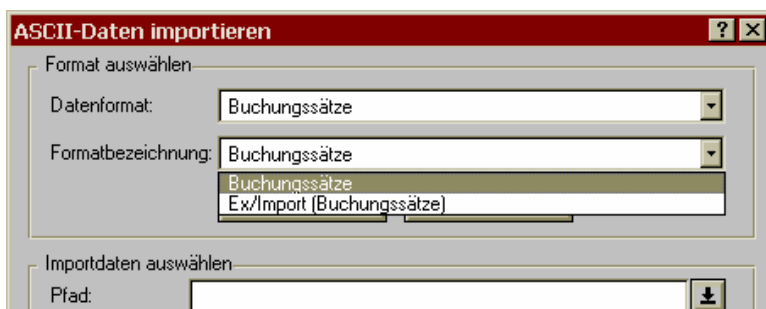 ASCII-Daten importieren ?
Format auswählen
Datenformat: Buchungssätze
Formatbezeichnung: Buchungssätze
Buchungssätze
Ex/Import (Buchungssätze)
Importdaten auswählen
Pfad: